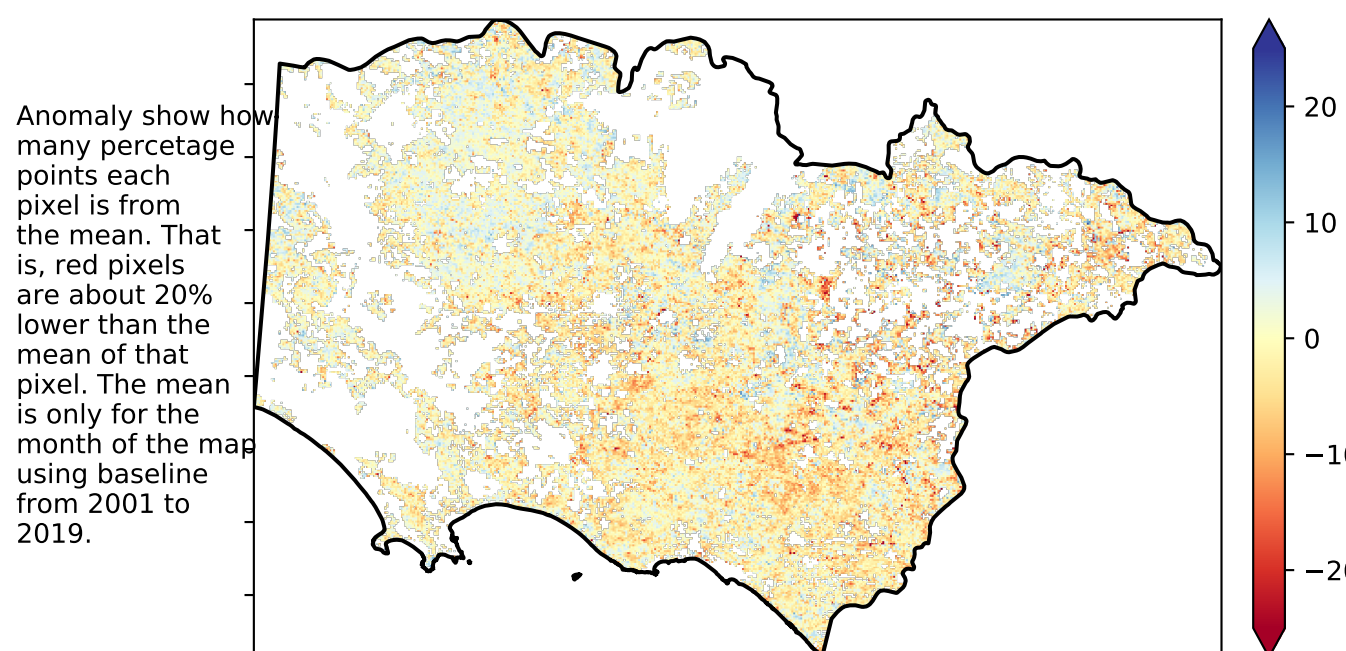 Anomaly show how
many percetage
points each
pixel is from
the mean. That
is, red pixels
are about 20%
lower than the
mean of that
pixel. The mean
is only for the
month of the map
using baseline
from 2001 to
2019.
20
10
0
−10
−20